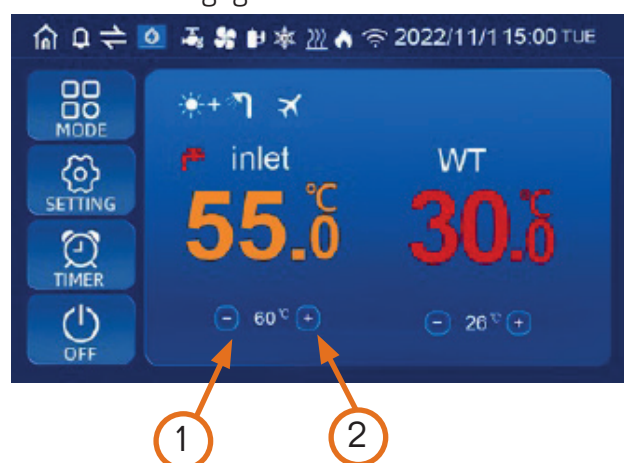 2022/11/1 15:00 TUE
MODE
inlet
WT
SETTING
55.0°C
30.0°C
TIMER
- 60°C +
- 26°C +
OFF
1
2